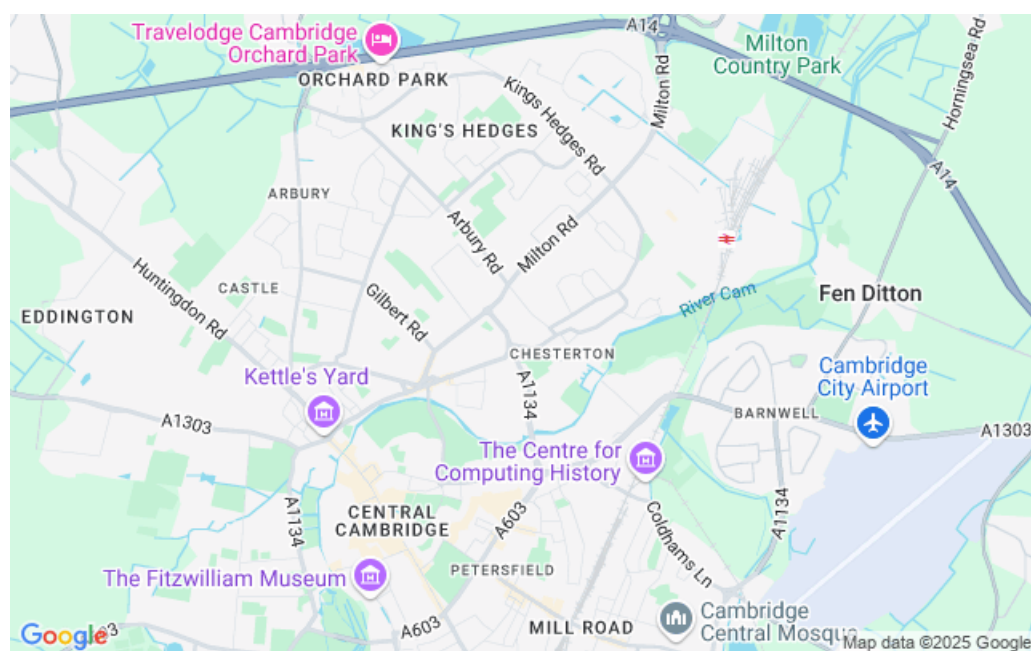 Travelodge Cambridge
Orchard Park
A14
Milton
Country Park
Horningsea Rd
ORCHARD PARK
Kings Hedges Rd
Milton Rd
KING'S HEDGES
A14
ARBURY
Arbury Rd
Milton Rd
Huntingdon Rd
CASTLE
Gilbert Rd
River Cam
Fen Ditton
EDDINGTON
CHESTERTON
Kettle's Yard
A1134
Cambridge
City Airport
A1303
BARNWELL
A1303
The Centre for
Computing History
A1134
A603
Coldhams Ln
A1134
CENTRAL
CAMBRIDGE
The Fitzwilliam Museum
PETERSFIELD
A603
MILL ROAD
Cambridge
Central Mosque
Google
Map data ©2025 Google